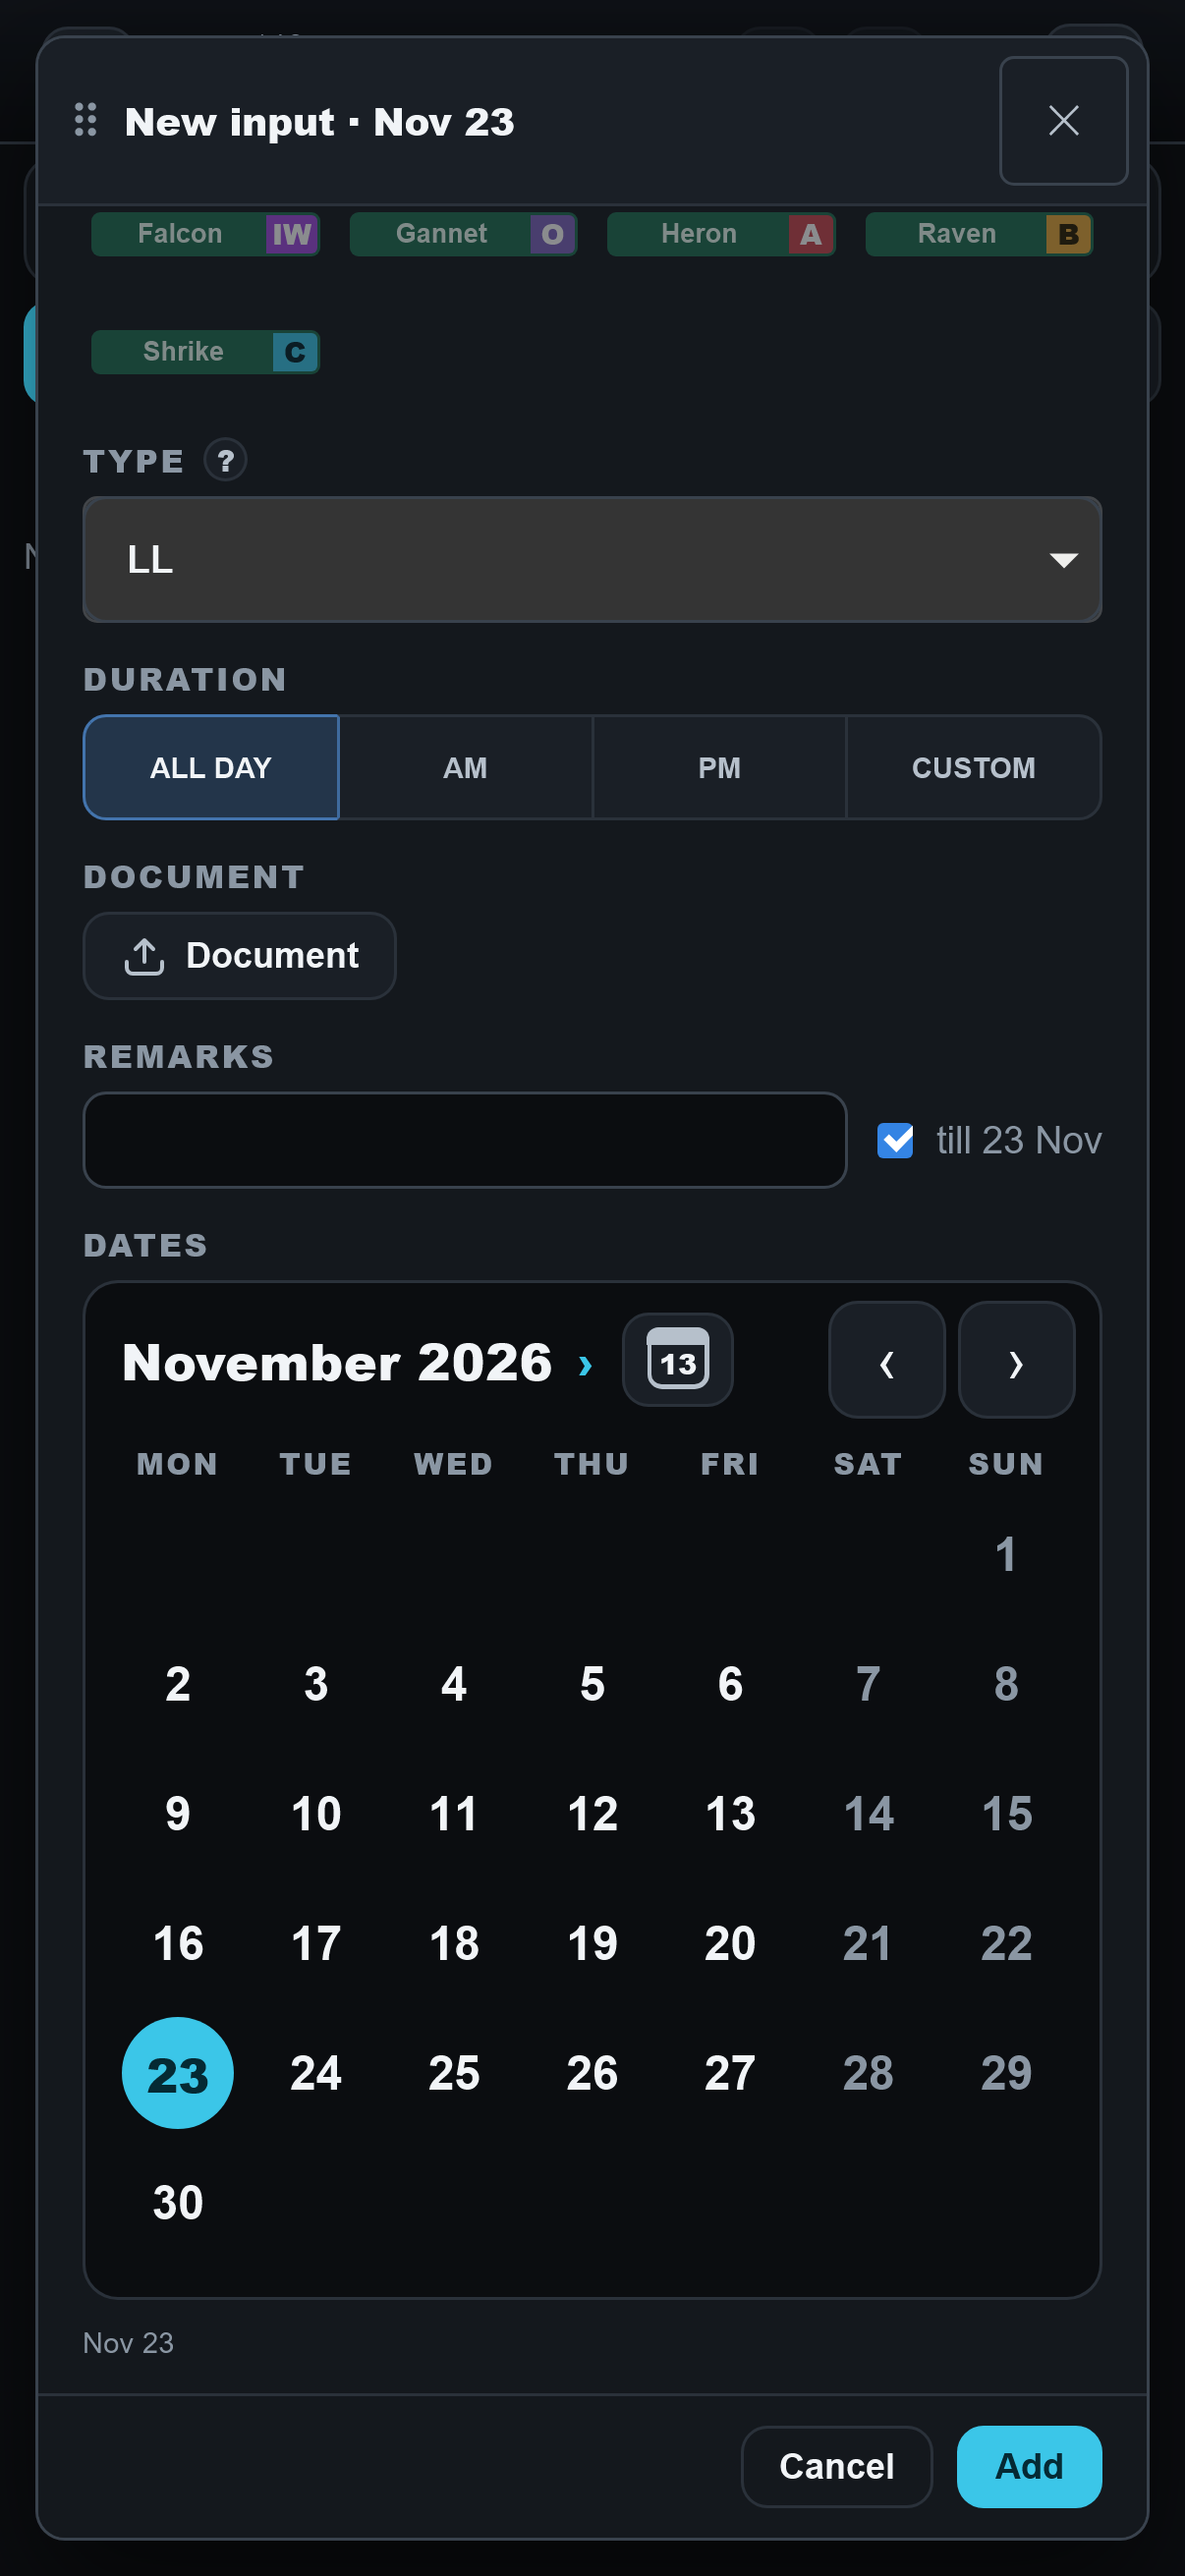 New input · Nov 23
Falcon IW Gannet O Heron A Raven B
Shrike C
TYPE ?
LL
DURATION
ALL DAY AM PM CUSTOM
DOCUMENT
Document
REMARKS
till 23 Nov
DATES
November 2026 › 13 ‹ ›
MON TUE WED THU FRI SAT SUN
1
2 3 4 5 6 7 8
9 10 11 12 13 14 15
16 17 18 19 20 21 22
23 24 25 26 27 28 29
30
Nov 23
Cancel Add